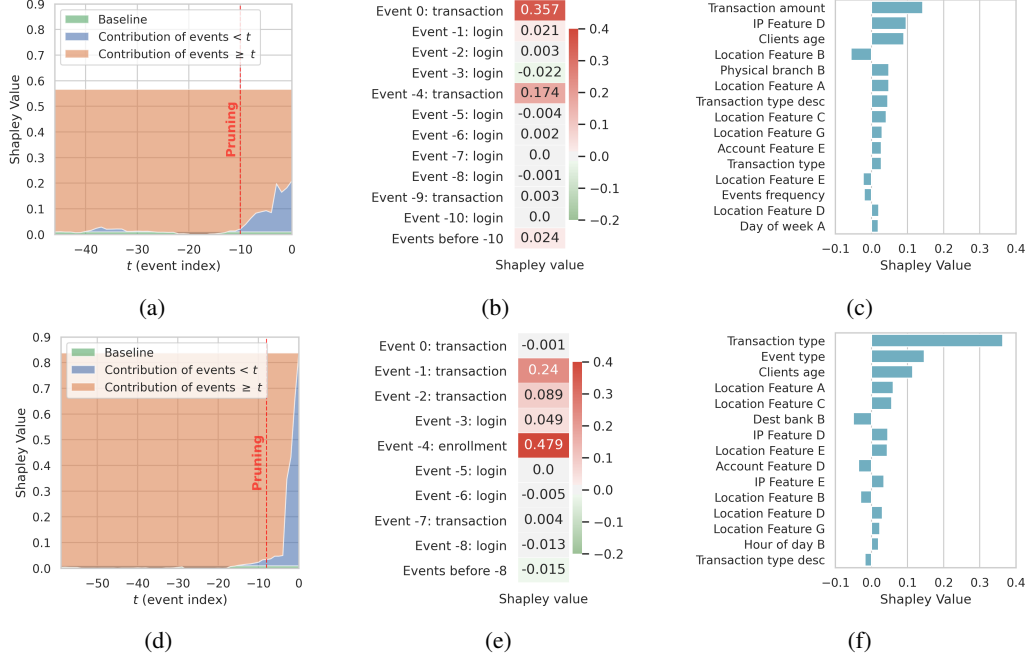 0.9
0.8
0.7
0.6
0.5
0.4
0.3
0.2
0.1
0.0
Shapley Value
Baseline
Contribution of events < t
Contribution of events ≥ t
Pruning
−40 −30 −20 −10 0
t (event index)
(a)
Event 0: transaction 0.357
Event -1: login 0.021
Event -2: login 0.003
Event -3: login -0.022
Event -4: transaction 0.174
Event -5: login -0.004
Event -6: login 0.002
Event -7: login 0.0
Event -8: login -0.001
Event -9: transaction 0.003
Event -10: login 0.0
Events before -10 0.024
Shapley value
0.4
0.2
0.0
−0.1
−0.2
(b)
Transaction amount
IP Feature D
Clients age
Location Feature B
Physical branch B
Location Feature A
Transaction type desc
Location Feature C
Location Feature G
Account Feature E
Transaction type
Location Feature E
Events frequency
Location Feature D
Day of week A
−0.1 0.0 0.1 0.2 0.3 0.4
Shapley Value
(c)
0.9
0.8
0.7
0.6
0.5
0.4
0.3
0.2
0.1
0.0
Shapley Value
Baseline
Contribution of events < t
Contribution of events ≥ t
Pruning
−50 −40 −30 −20 −10 0
t (event index)
(d)
Event 0: transaction -0.001
Event -1: transaction 0.24
Event -2: transaction 0.089
Event -3: login 0.049
Event -4: enrollment 0.479
Event -5: login 0.0
Event -6: login -0.005
Event -7: transaction 0.004
Event -8: login -0.013
Events before -8 -0.015
Shapley value
0.4
0.2
0.1
0.0
−0.1
−0.2
(e)
Transaction type
Event type
Clients age
Location Feature A
Location Feature C
Dest bank B
IP Feature D
Location Feature E
Account Feature D
IP Feature E
Location Feature B
Location Feature D
Location Feature G
Hour of day B
Transaction type desc
−0.1 0.0 0.1 0.2 0.3 0.4
Shapley Value
(f)